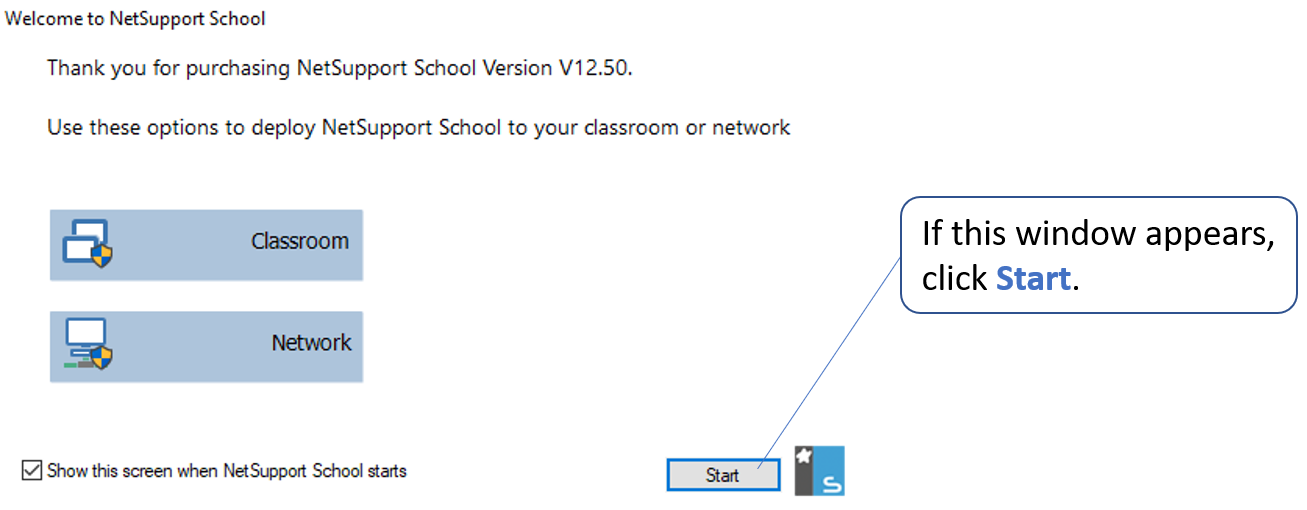 Welcome to NetSupport School
Thank you for purchasing NetSupport School Version V12.50.
Use these options to deploy NetSupport School to your classroom or network
Classroom
If this window appears,
click Start.
Network
Show this screen when NetSupport School starts
Start
S